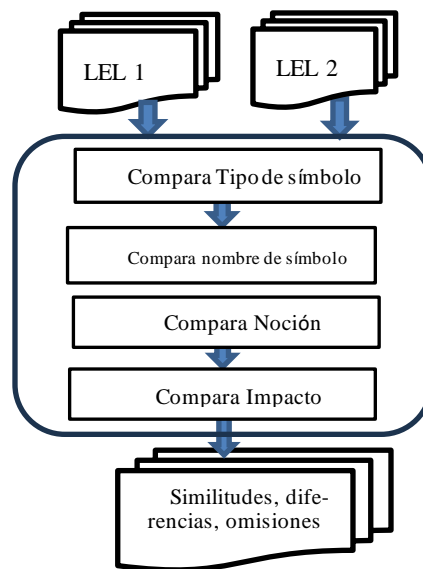 LEL 1
LEL 2
Compara Tipo de símbolo
Compara nombre de símbolo
Compara Noción
Compara Impacto
Similitudes, dife-
rencias, omisiones